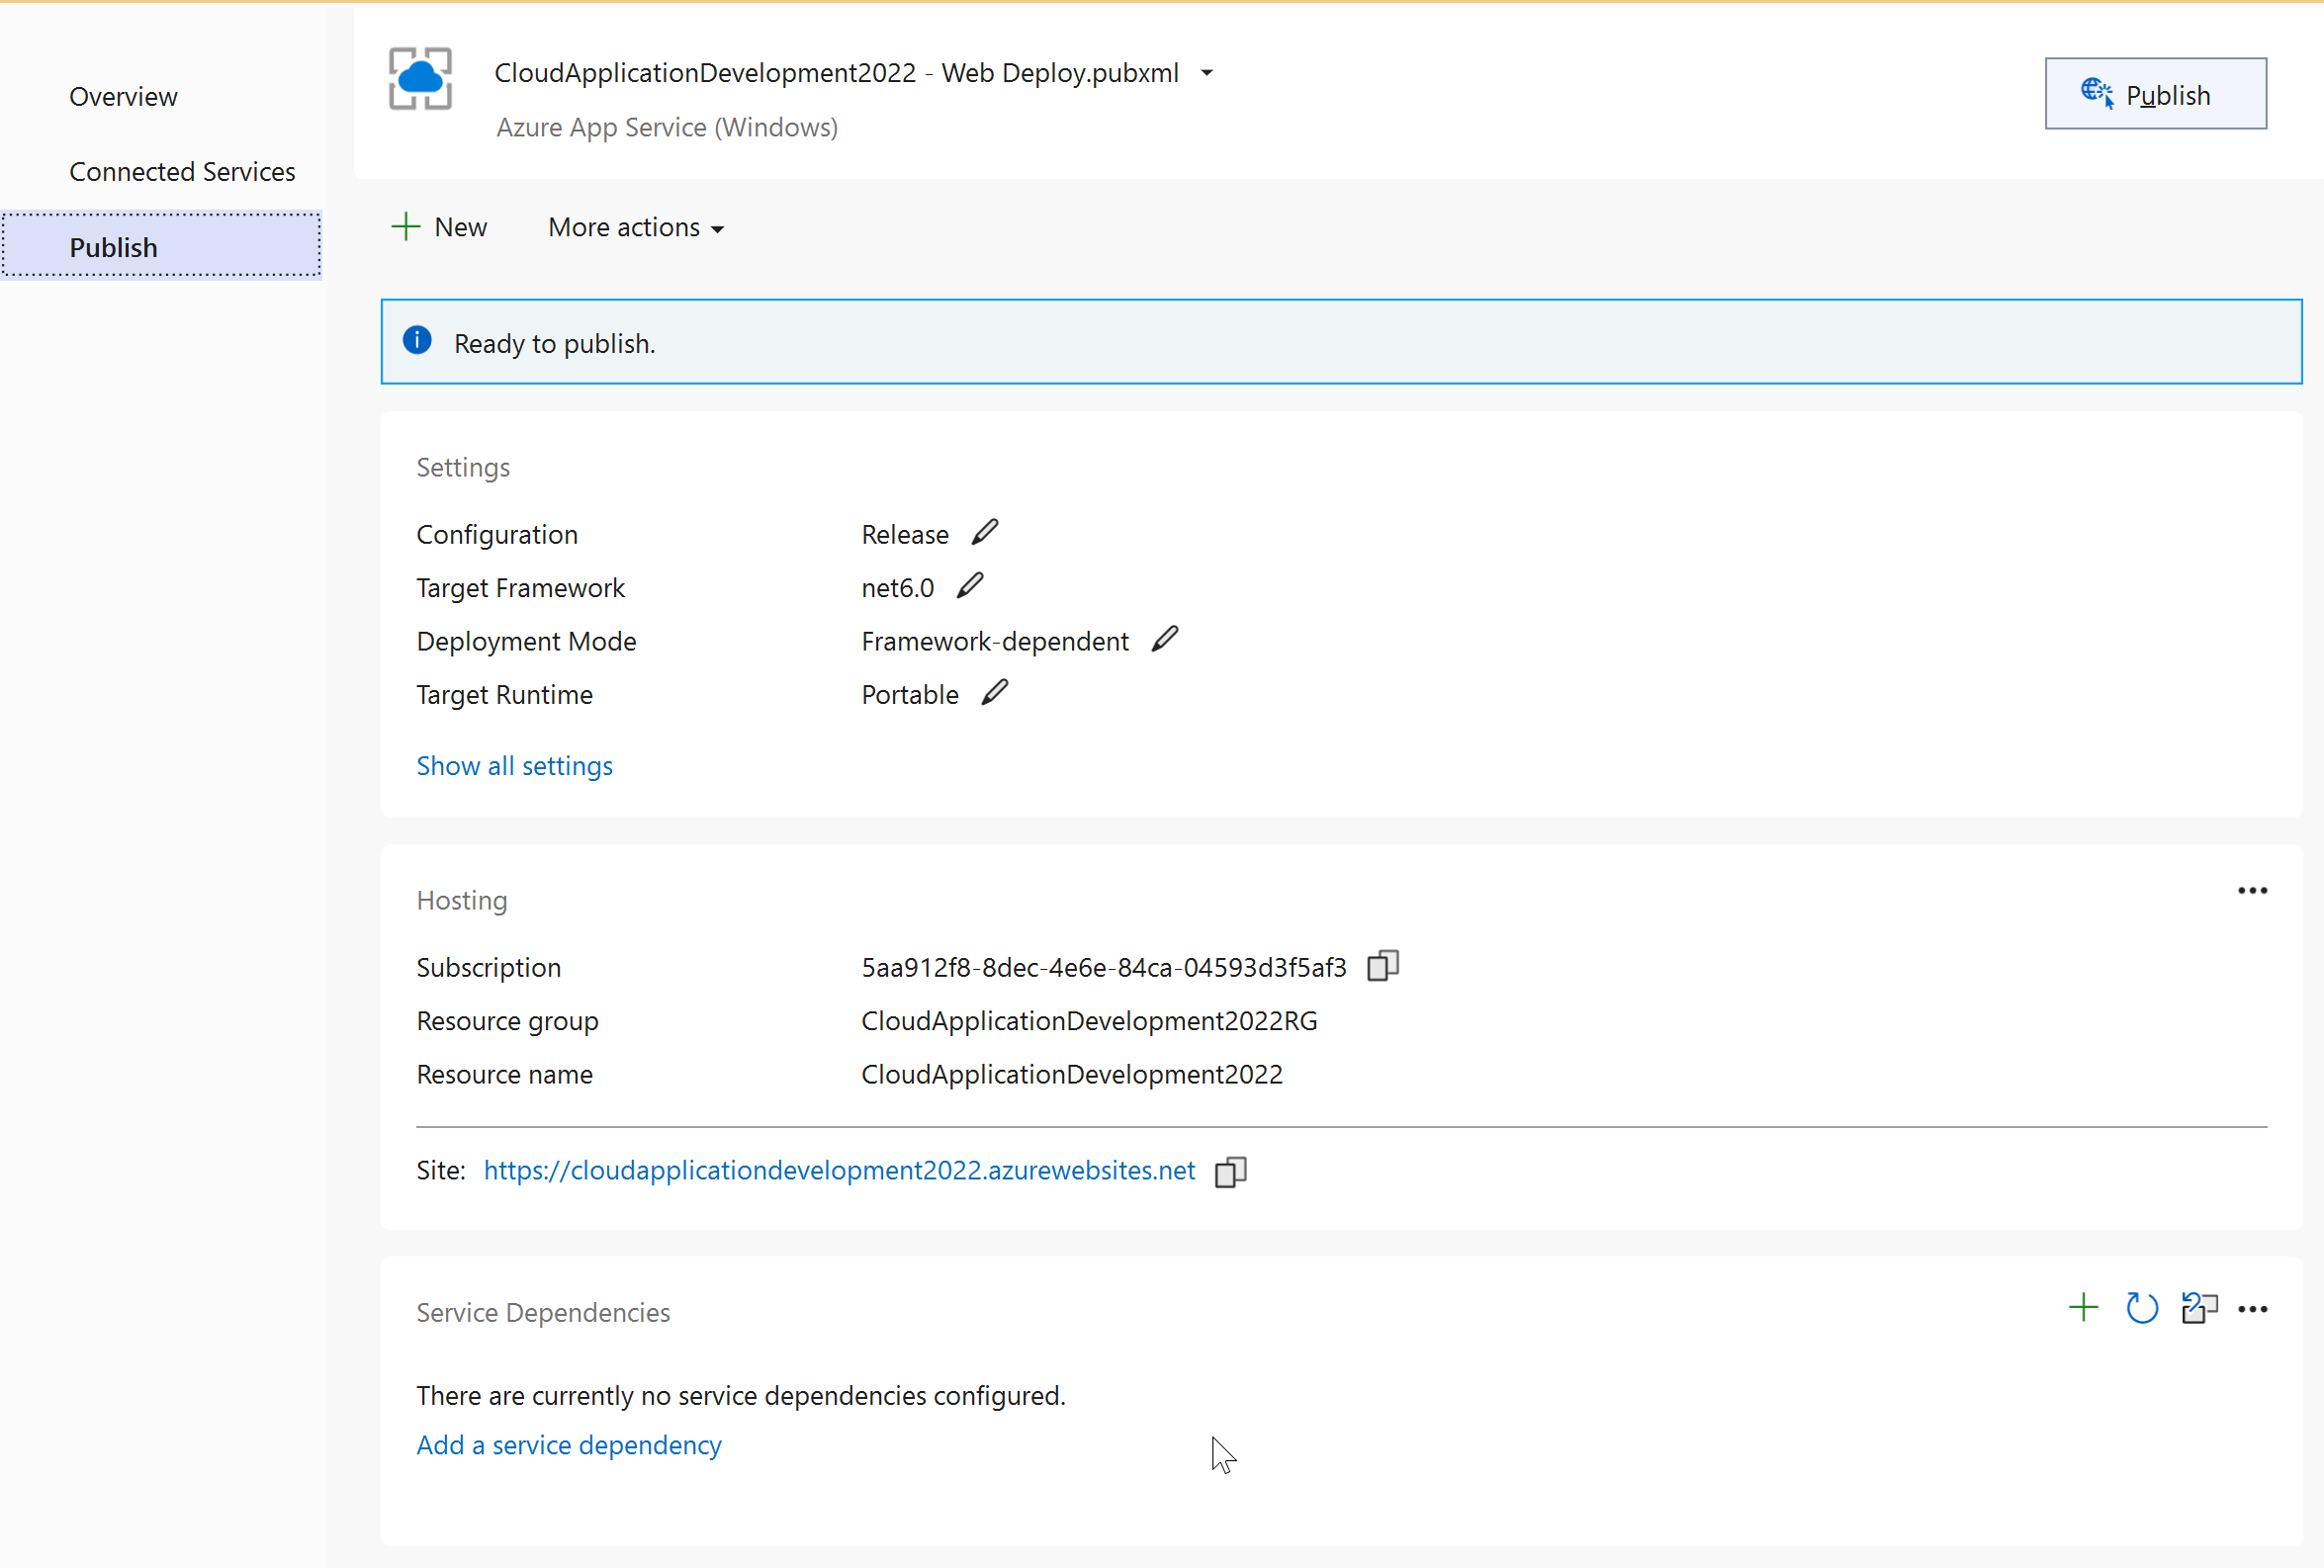 Overview
Connected Services
Publish
CloudApplicationDevelopment2022 - Web Deploy.pubxml
Azure App Service (Windows)
Publish
New More actions
Ready to publish.
Settings
Configuration Release
Target Framework net6.0
Deployment Mode Framework-dependent
Target Runtime Portable
Show all settings
Hosting
Subscription 5aa912f8-8dec-4e6e-84ca-04593d3f5af3
Resource group CloudApplicationDevelopment2022RG
Resource name CloudApplicationDevelopment2022
Site: https://cloudapplicationdevelopment2022.azurewebsites.net
Service Dependencies
There are currently no service dependencies configured.
Add a service dependency